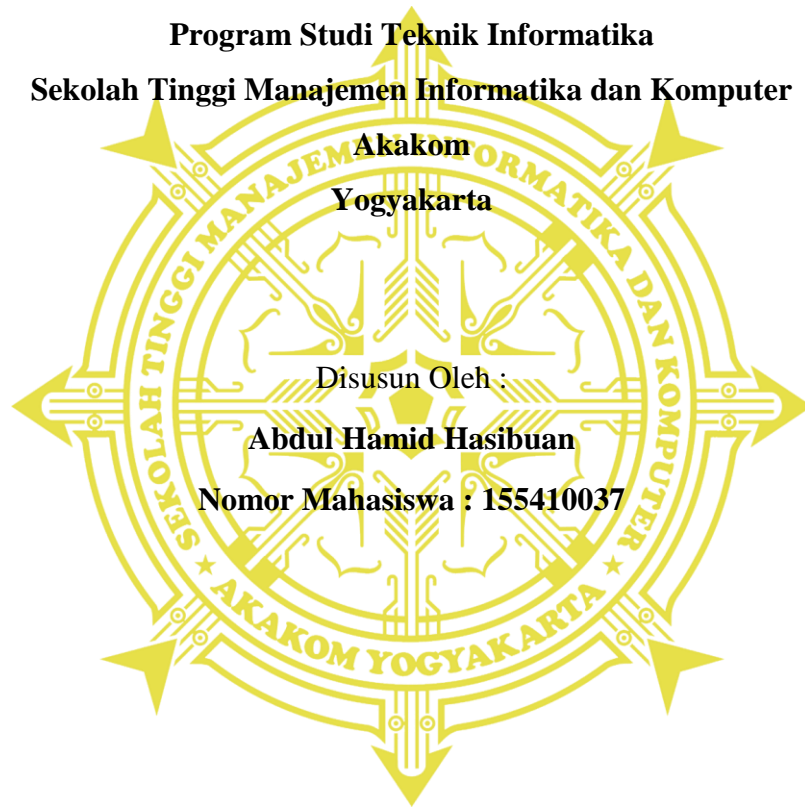 Program Studi Teknik Informatika
Sekolah Tinggi Manajemen Informatika dan Komputer
Akakom
Yogyakarta
SEKOLAH TINGGI MANAJEMEN INFORMATIKA DAN KOMPUTER
Disusun Oleh :
Abdul Hamid Hasibuan
Nomor Mahasiswa : 155410037
★ AKAKOM YOGYAKARTA ★